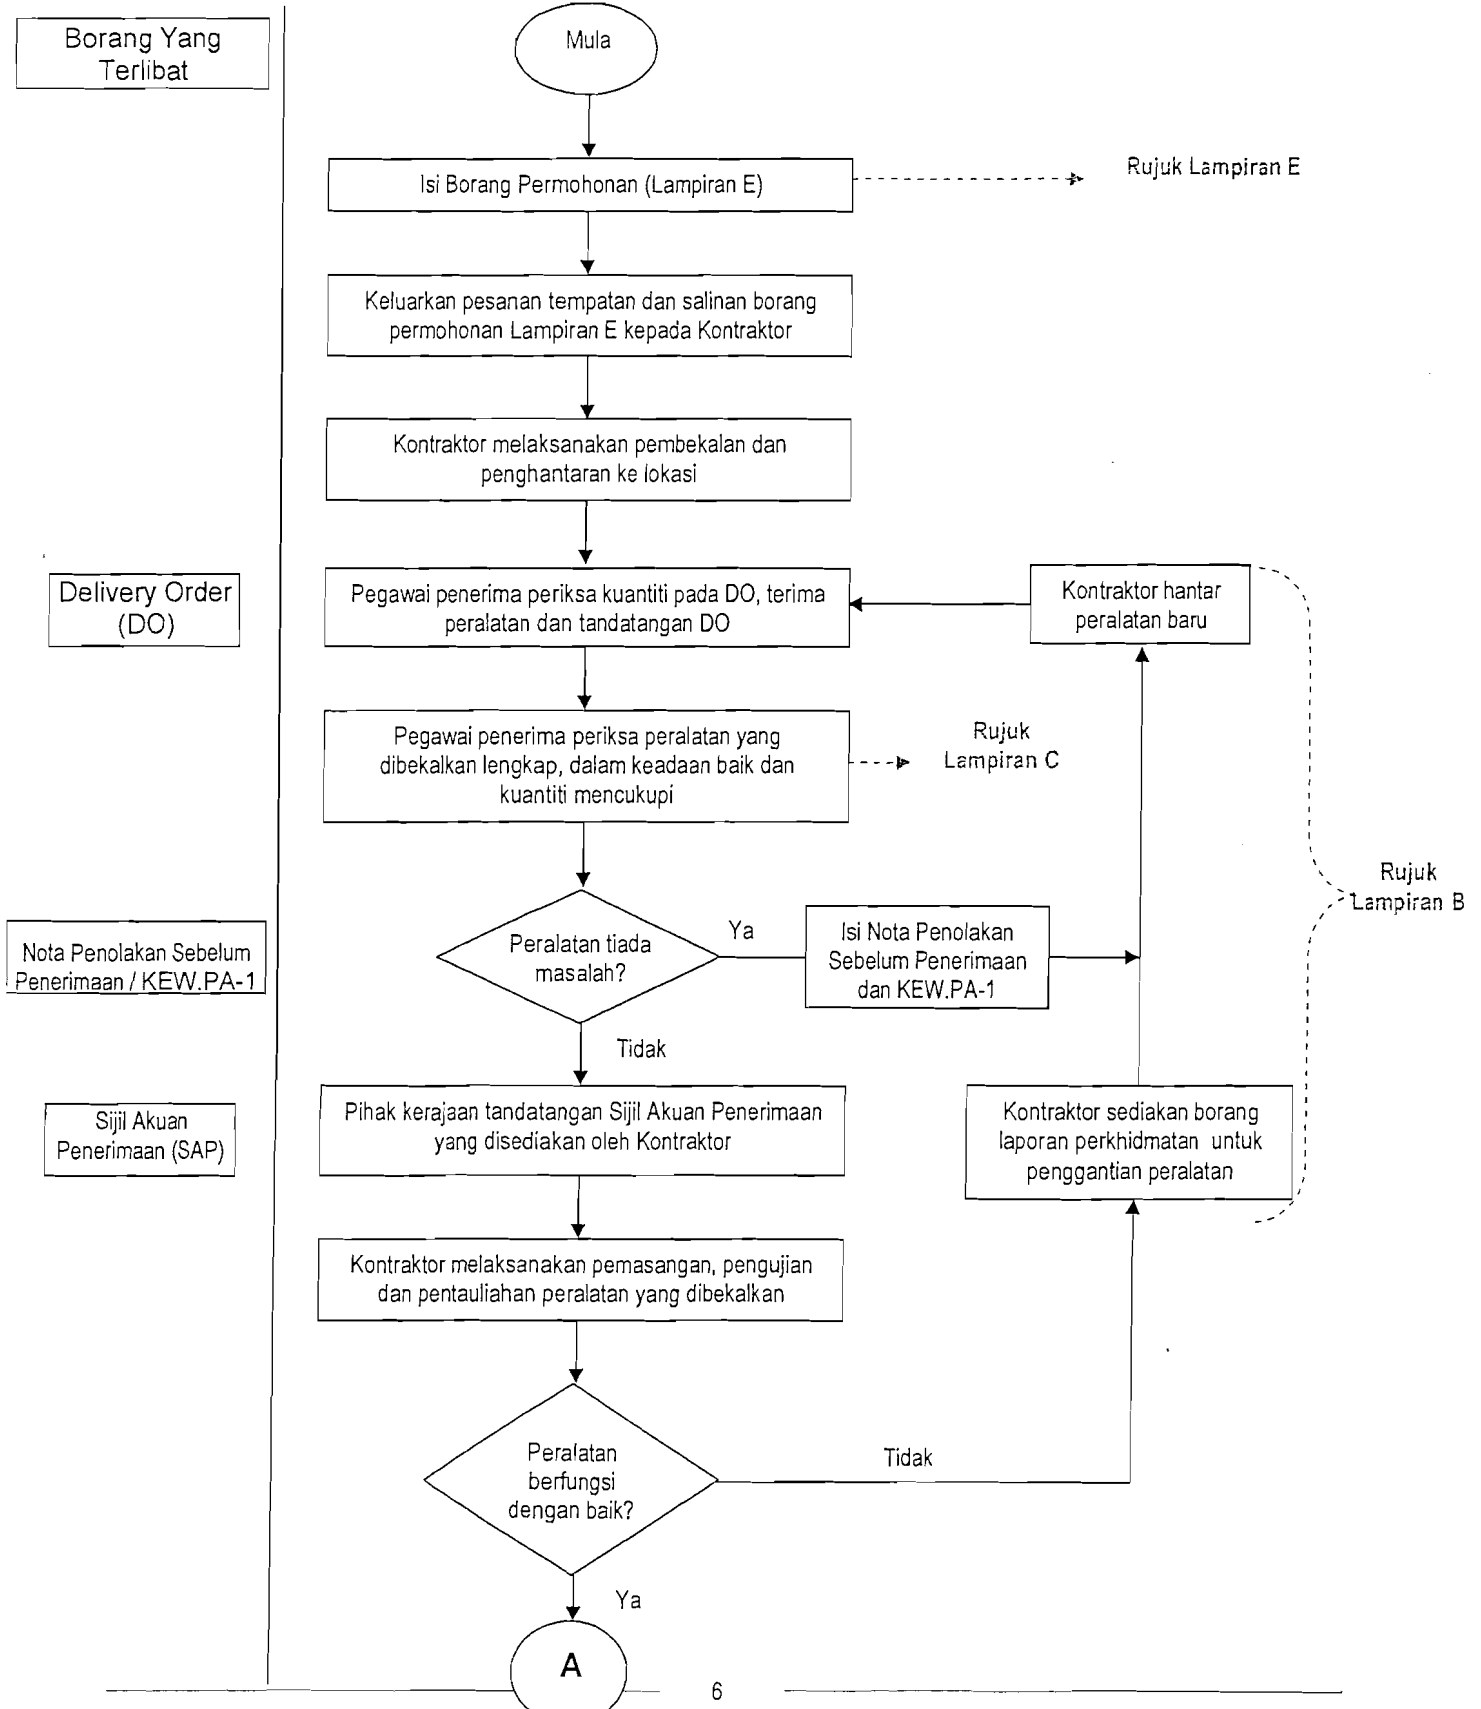 Borang Yang
Terlibat
Mula
Isi Borang Permohonan (Lampiran E)
Rujuk Lampiran E
Keluarkan pesanan tempatan dan salinan borang
permohonan Lampiran E kepada Kontraktor
Kontraktor melaksanakan pembekalan dan
penghantaran ke lokasi
Delivery Order
(DO)
Pegawai penerima periksa kuantiti pada DO, terima
peralatan dan tandatangan DO
Kontraktor hantar
peralatan baru
Pegawai penerima periksa peralatan yang
dibekalkan lengkap, dalam keadaan baik dan
kuantiti mencukupi
Rujuk
Lampiran C
Rujuk
Lampiran B
Nota Penolakan Sebelum
Penerimaan / KEW.PA-1
Peralatan tiada
masalah?
Ya
Isi Nota Penolakan
Sebelum Penerimaan
dan KEW.PA-1
Tidak
Sijil Akuan
Penerimaan (SAP)
Pihak kerajaan tandatangan Sijil Akuan Penerimaan
yang disediakan oleh Kontraktor
Kontraktor sediakan borang
laporan perkhidmatan untuk
penggantian peralatan
Kontraktor melaksanakan pemasangan, pengujian
dan pentauliahan peralatan yang dibekalkan
Peralatan
berfungsi
dengan baik?
Tidak
Ya
A
6